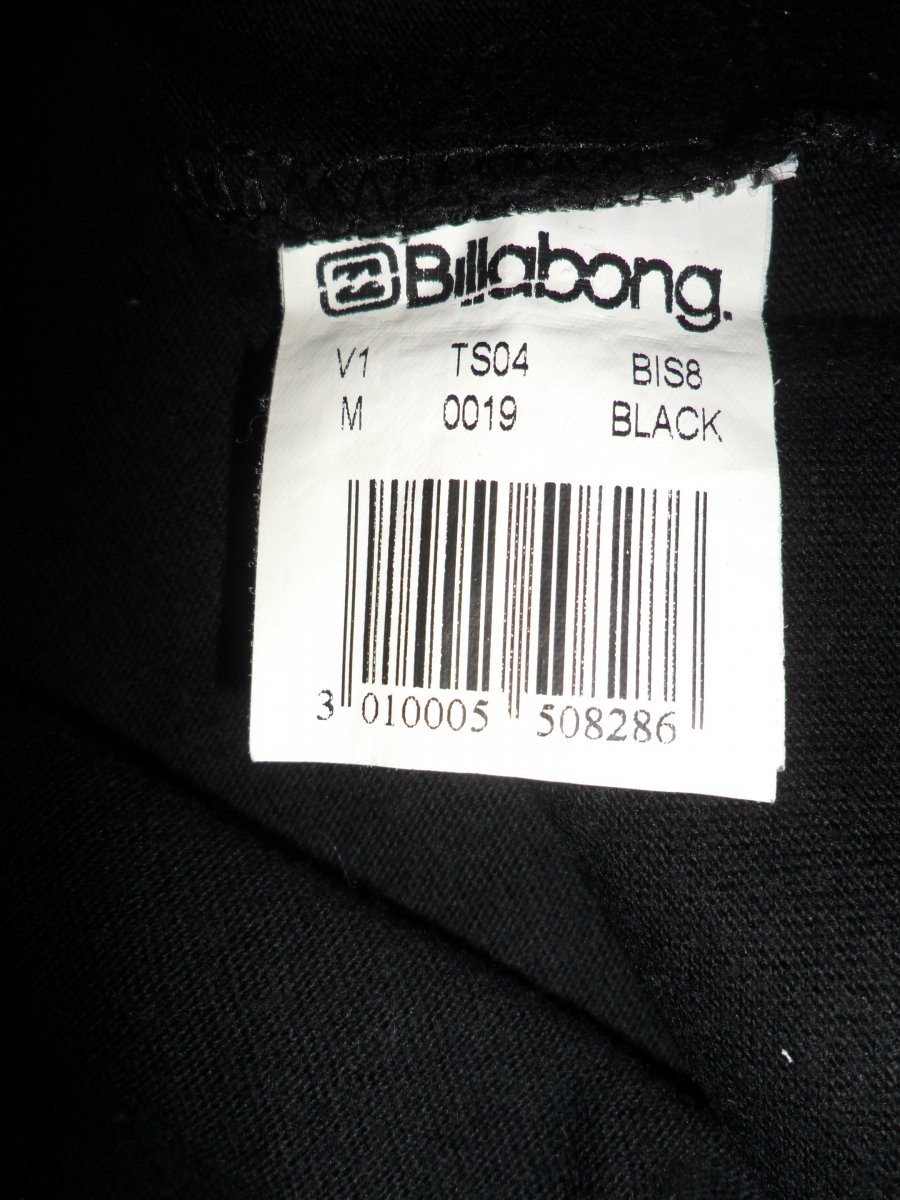 Billabong.
V1 TS04 BIS8
M 0019 BLACK
3 010005 508286